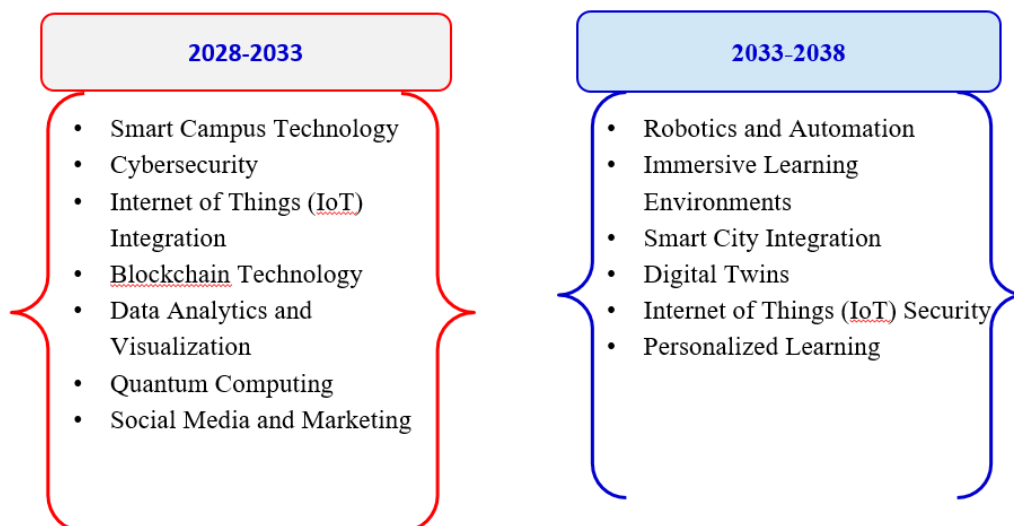 2028-2033
• Smart Campus Technology
• Cybersecurity
• Internet of Things (IoT)
Integration
• Blockchain Technology
• Data Analytics and
Visualization
• Quantum Computing
• Social Media and Marketing
2033-2038
• Robotics and Automation
• Immersive Learning
Environments
• Smart City Integration
• Digital Twins
• Internet of Things (IoT) Security
• Personalized Learning